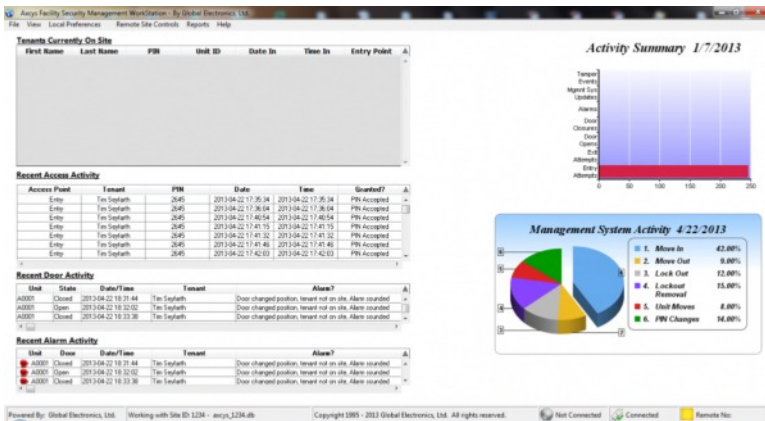 Axcys Facility Security Management WorkStation - By Global Electronics, Ltd.
File View Local Preferences Remote Site Controls Reports Help
Tenants Currently On Site
First Name Last Name PIN Unit ID Date In Time In Entry Point
Recent Access Activity
Access Point Tenant PIN Date Time Granted?
Entry Tim Seyfarth 2645 2013-04-22 17:35:34 2013-04-22 17:35:34 PIN Accepted
Entry Tim Seyfarth 2645 2013-04-22 17:36:04 2013-04-22 17:36:04 PIN Accepted
Entry Tim Seyfarth 2645 2013-04-22 17:40:54 2013-04-22 17:40:54 PIN Accepted
Entry Tim Seyfarth 2645 2013-04-22 17:41:15 2013-04-22 17:41:15 PIN Accepted
Entry Tim Seyfarth 2645 2013-04-22 17:41:32 2013-04-22 17:41:32 PIN Accepted
Entry Tim Seyfarth 2645 2013-04-22 17:41:46 2013-04-22 17:41:46 PIN Accepted
Entry Tim Seyfarth 2645 2013-04-22 17:42:03 2013-04-22 17:42:03 PIN Accepted
Recent Door Activity
Unit State Date/Time Tenant Alarm?
A0001 Closed 2013-04-22 18:31:44 Tim Seyfarth Door changed position, tenant not on site, Alarm sounded
A0001 Open 2013-04-22 18:32:02 Tim Seyfarth Door changed position, tenant not on site, Alarm sounded
A0001 Closed 2013-04-22 18:33:38 Tim Seyfarth Door changed position, tenant not on site, Alarm sounded
Recent Alarm Activity
Unit Door Date/Time Tenant Alarm?
A0001 Closed 2013-04-22 18:31:44 Tim Seyfarth Door changed position, tenant not on site, Alarm sounded
A0001 Open 2013-04-22 18:32:02 Tim Seyfarth Door changed position, tenant not on site, Alarm sounded
A0001 Closed 2013-04-22 18:33:38 Tim Seyfarth Door changed position, tenant not on site, Alarm sounded
Activity Summary 1/7/2013
Tamper
Events
Mgmnt Sys
Updates
Alarms
Door
Closures
Door
Opens
Exit
Attempts
Entry
Attempts
0 50 100 150 200 250
Management System Activity 4/22/2013
1. Move In 42.00%
2. Move Out 9.00%
3. Lock Out 12.00%
4. Lockout
Removal 15.00%
5. Unit Moves 8.00%
6. PIN Changes 14.00%
Powered By: Global Electronics, Ltd. Working with Site ID: 1234 - axcys_1234.db Copyright 1995 - 2013 Global Electronics, Ltd. All rights reserved. Not Connected Connected Remote No: